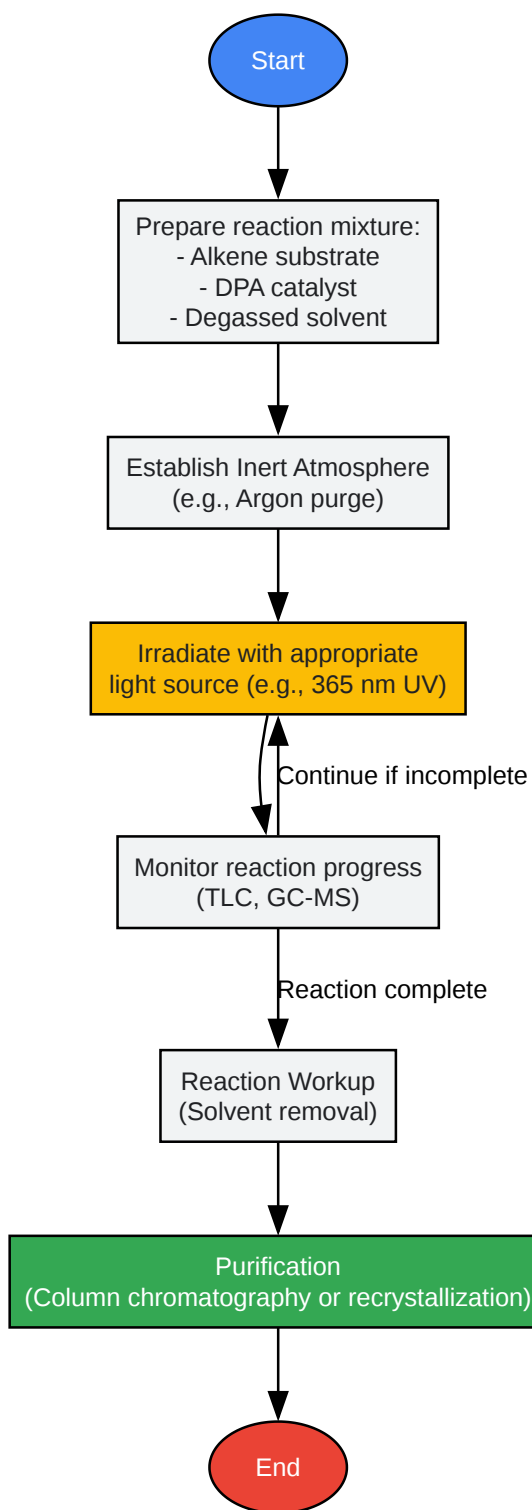 Start
Prepare reaction mixture:
- Alkene substrate
- DPA catalyst
- Degassed solvent
Establish Inert Atmosphere
(e.g., Argon purge)
Irradiate with appropriate
light source (e.g., 365 nm UV)
Continue if incomplete
Monitor reaction progress
(TLC, GC-MS)
Reaction complete
Reaction Workup
(Solvent removal)
Purification
(Column chromatography or recrystallization)
End